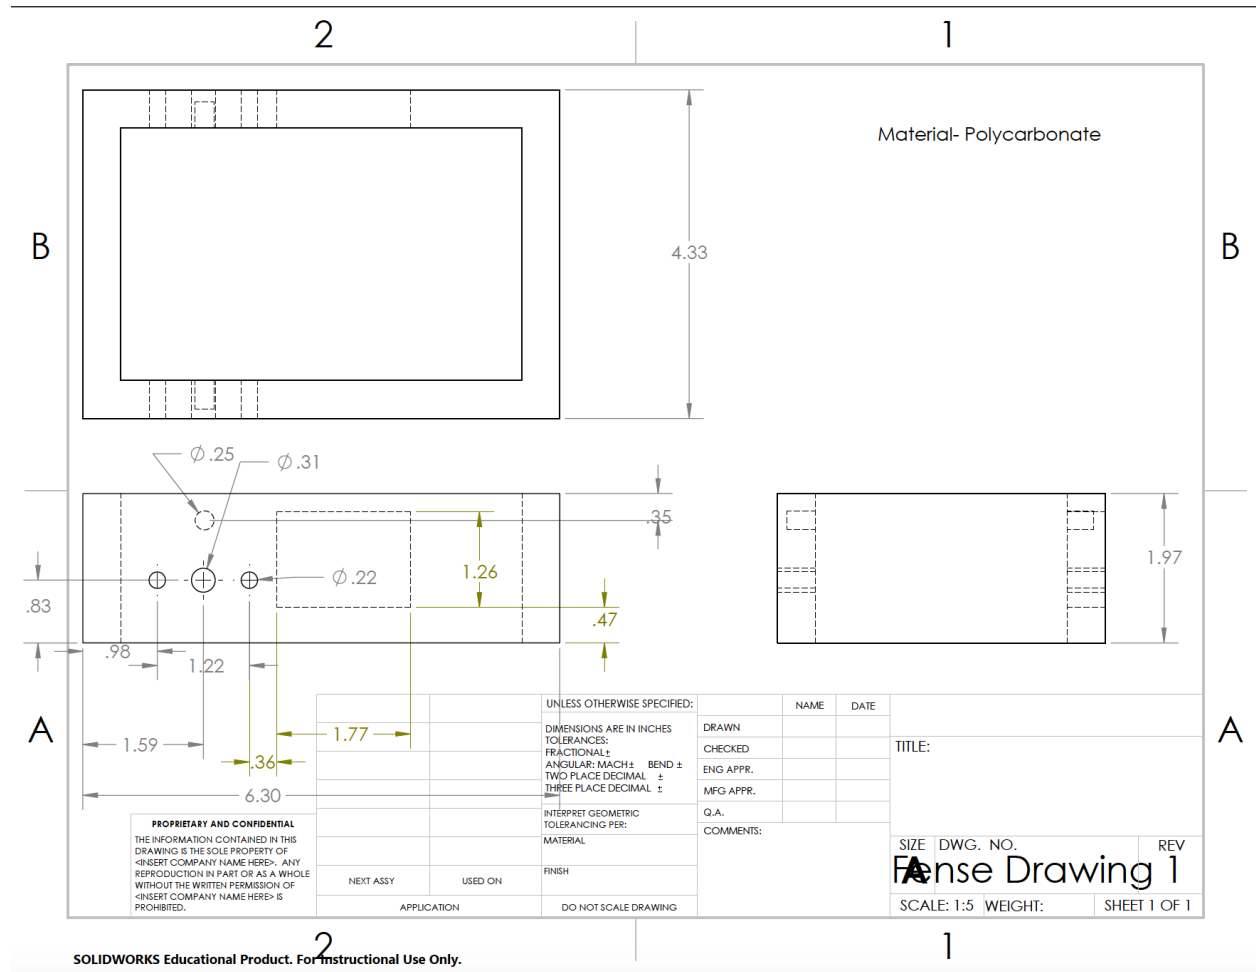 2 1
Material- Polycarbonate
B B
4.33
Ø .25
Ø .31
.35
1.26
Ø .22
1.97
.83
.47
.98
1.22
A A
1.77
1.59
.36
6.30
UNLESS OTHERWISE SPECIFIED:
DIMENSIONS ARE IN INCHES
TOLERANCES:
FRACTIONAL±
ANGULAR: MACH± BEND ±
TWO PLACE DECIMAL ±
THREE PLACE DECIMAL ±
INTERPRET GEOMETRIC
TOLERANCING PER:
MATERIAL
FINISH
DO NOT SCALE DRAWING
NAME DATE
DRAWN
CHECKED
ENG APPR.
MFG APPR.
Q.A.
COMMENTS:
TITLE:
SIZE DWG. NO. REV
A
Fense Drawing 1
SCALE: 1:5 WEIGHT: SHEET 1 OF 1
PROPRIETARY AND CONFIDENTIAL
THE INFORMATION CONTAINED IN THIS
DRAWING IS THE SOLE PROPERTY OF
<INSERT COMPANY NAME HERE>. ANY
REPRODUCTION IN PART OR AS A WHOLE
WITHOUT THE WRITTEN PERMISSION OF
<INSERT COMPANY NAME HERE> IS
PROHIBITED.
NEXT ASSY USED ON
APPLICATION
2 1
SOLIDWORKS Educational Product. For Instructional Use Only.